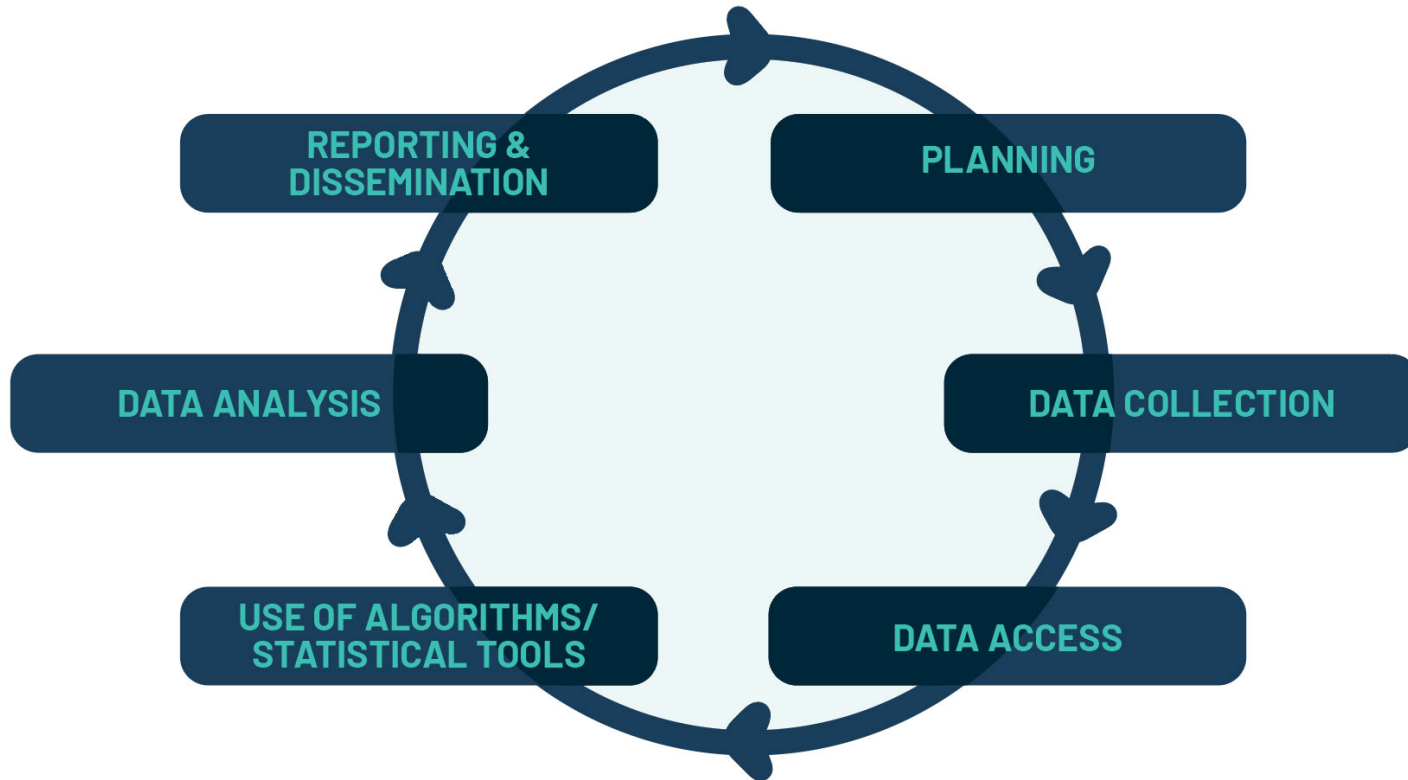 REPORTING &
DISSEMINATION
PLANNING
DATA ANALYSIS
DATA COLLECTION
USE OF ALGORITHMS/
STATISTICAL TOOLS
DATA ACCESS